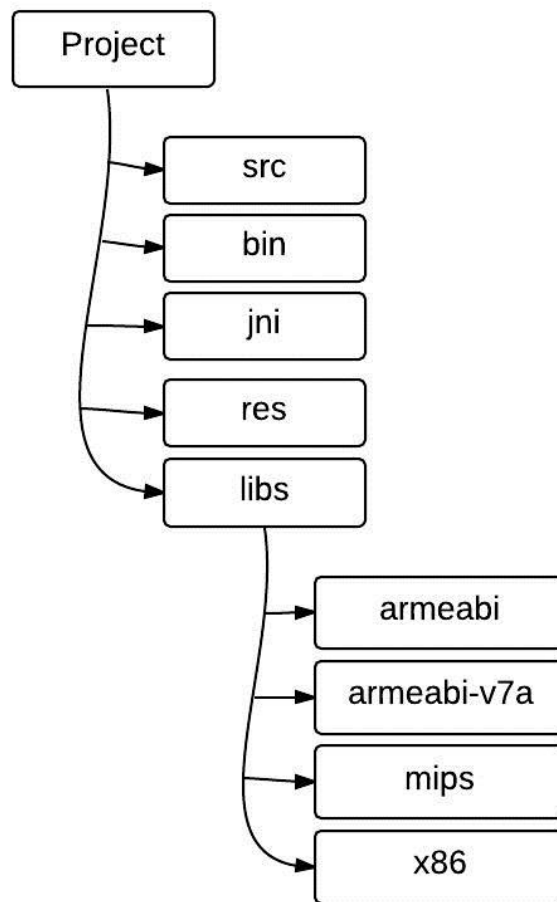 Project
src
bin
jni
res
libs
armeabi
armeabi-v7a
mips
x86